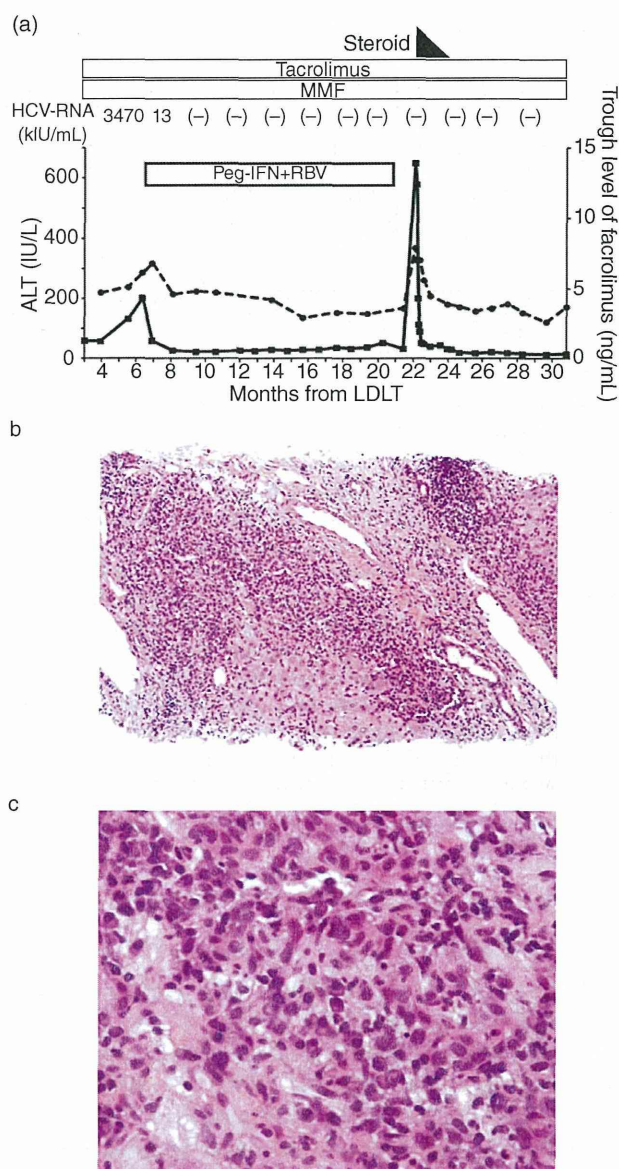 (a)
Steroid
Tacrolimus
MMF
HCV-RNA 3470 13 (–) (–) (–) (–) (–) (–) (–) (–) (–) (–)
(kIU/mL)
Peg-IFN+RBV
600
400
200
0
ALT (IU/L)
15
10
5
0
Trough level of facrolimus (ng/mL)
4 6 8 10 12 14 16 18 20 22 24 26 28 30
Months from LDLT
b
c